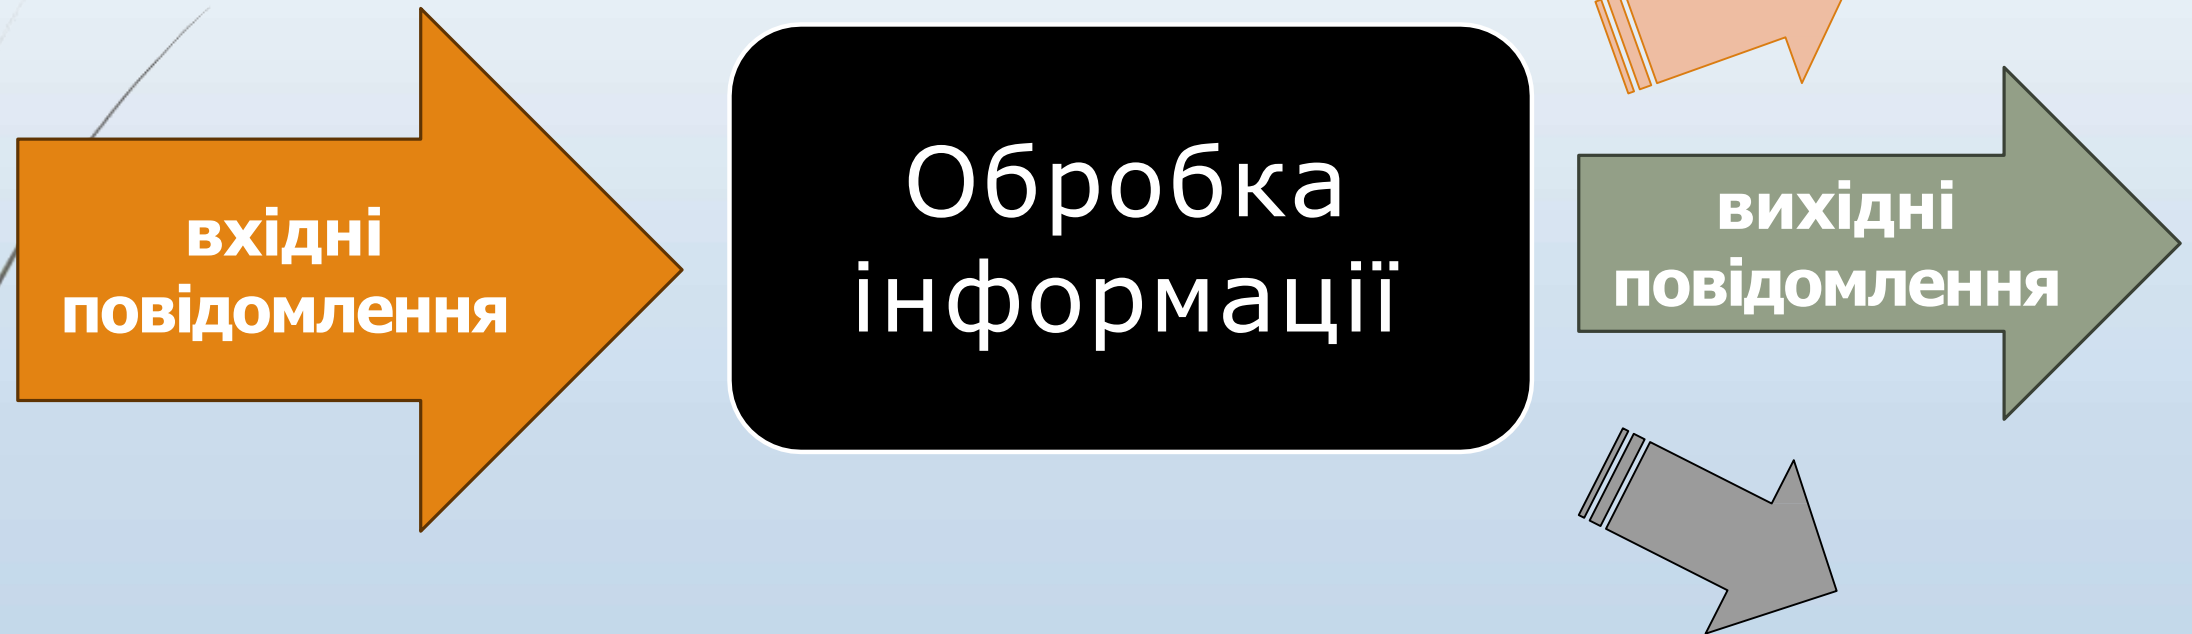 вхідні
повідомлення
Обробка
інформації
вихідні
повідомлення